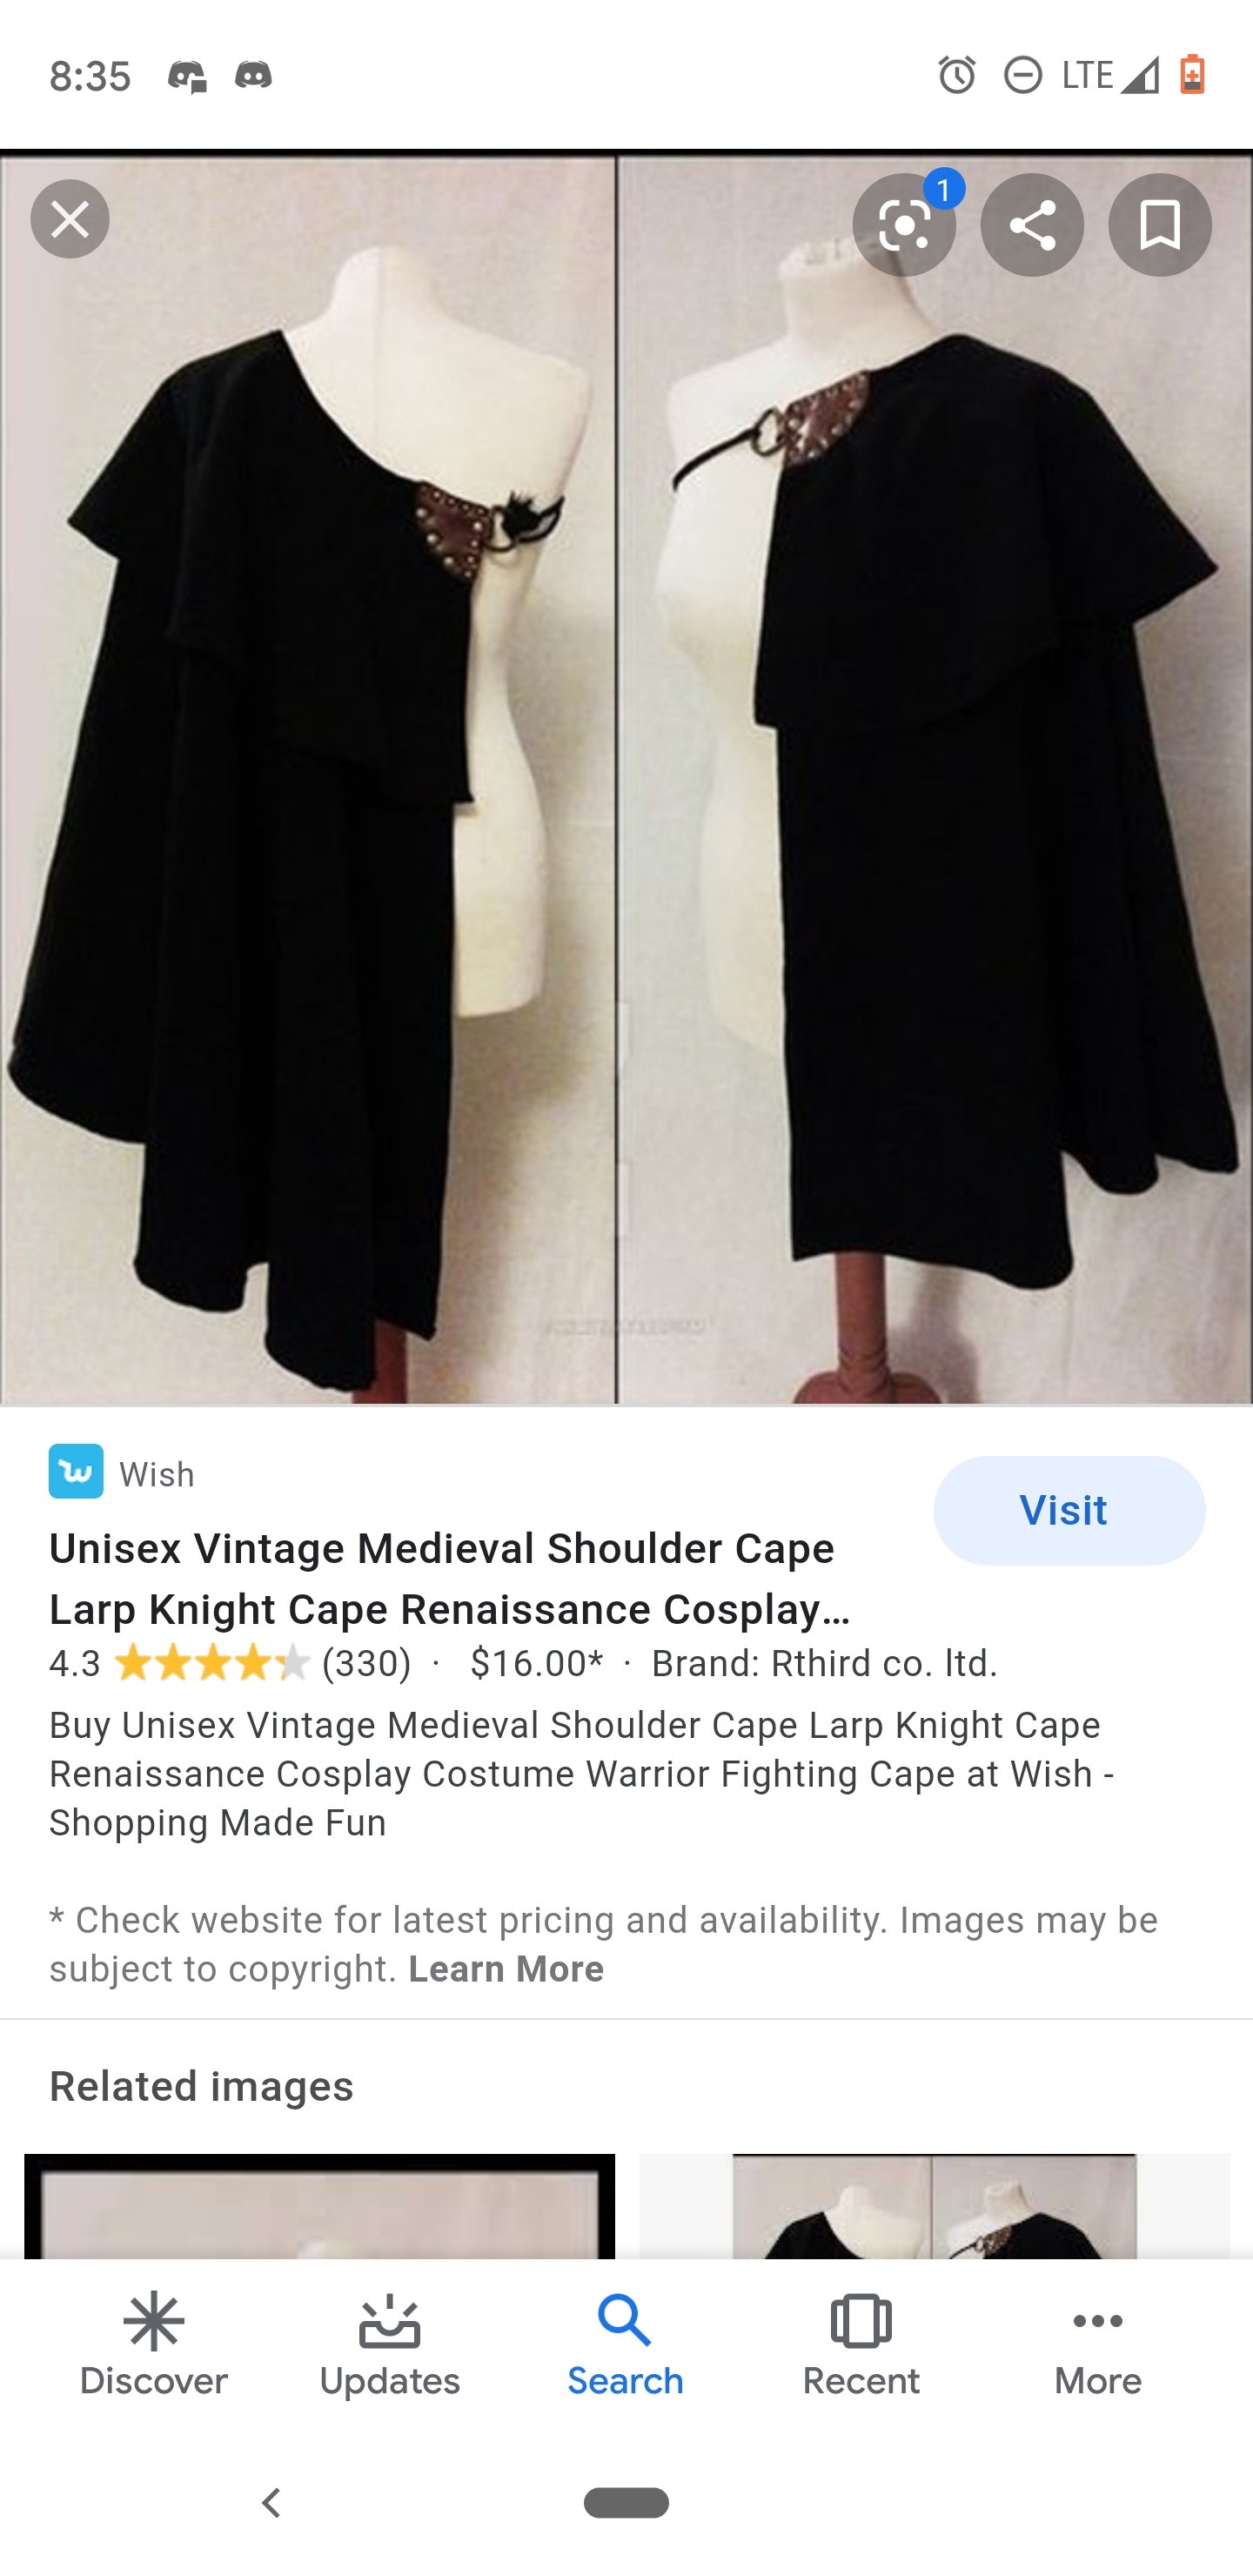 8:35
LTE
1
Wish
Visit
Unisex Vintage Medieval Shoulder Cape
Larp Knight Cape Renaissance Cosplay...
4.3 (330) · $16.00* · Brand: Rthird co. ltd.
Buy Unisex Vintage Medieval Shoulder Cape Larp Knight Cape
Renaissance Cosplay Costume Warrior Fighting Cape at Wish -
Shopping Made Fun
* Check website for latest pricing and availability. Images may be
subject to copyright. Learn More
Related images
Discover Updates Search Recent More